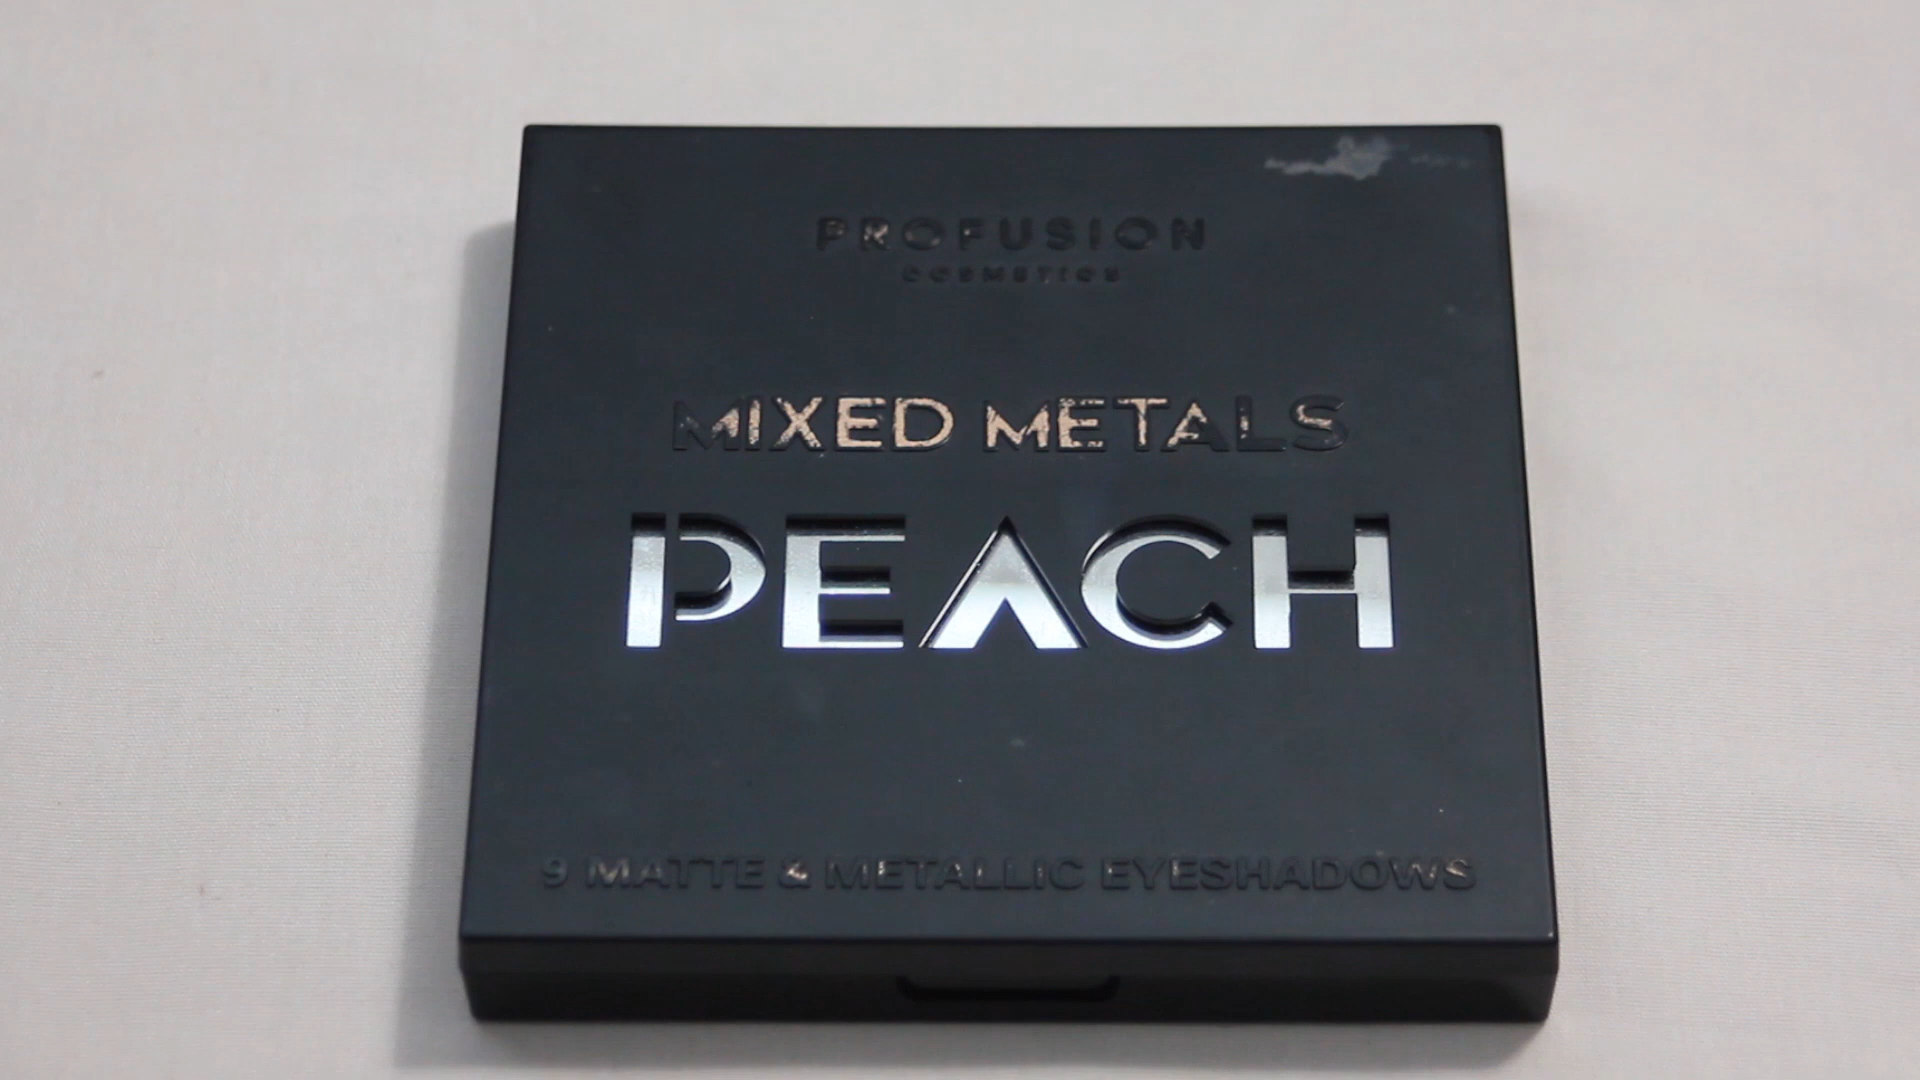 PROFUSION
COSMETICS
MIXED METALS
PEACH
9 MATTE & METALLIC EYESHADOWS